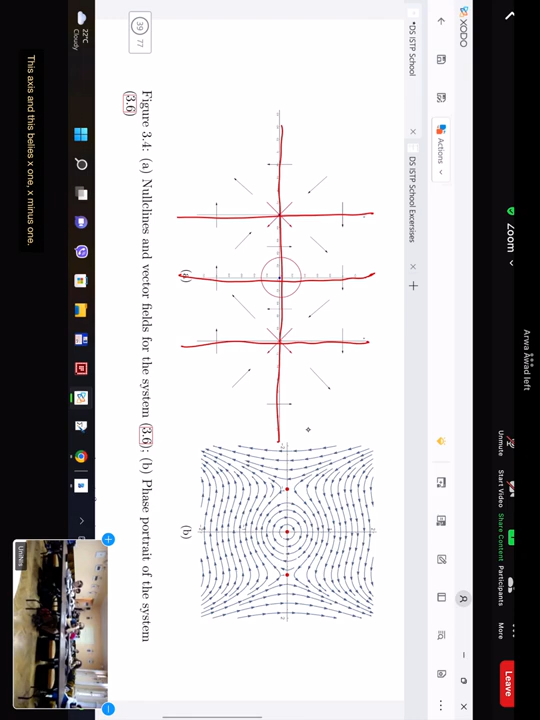 Zoom
Arwa Awad left
Unmute
Start Video
Share Content
Participants
More
Leave
XODO
*DS ISTP School
DS ISTP School Excersises
Actions
39
77
(b)
Figure 3.4: (a) Nullclines and vector fields for the system (3.6); (b) Phase portrait of the system
(3.6)
22°C
Cloudy
This axis and this belies x one, x minus one.